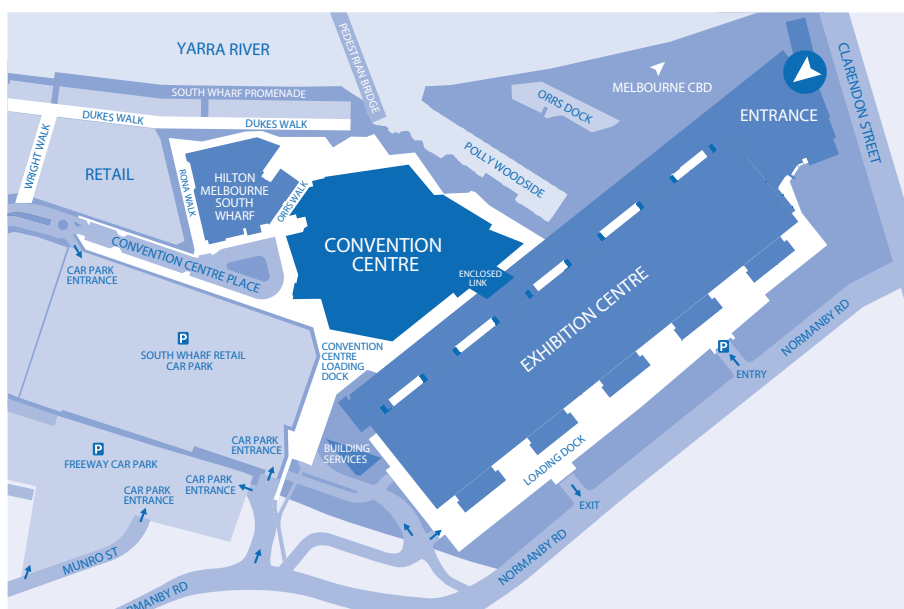 YARRA RIVER
PEDESTRIAN BRIDGE
CLARENDON STREET
MELBOURNE CBD
SOUTH WHARF PROMENADE
ORRS DOCK
ENTRANCE
DUKES WALK
DUKES WALK
WRIGHT WALK
POLLY WOODSIDE
RETAIL
RONA WALK
HILTON
MELBOURNE
SOUTH
WHARF
ORRS WALK
CONVENTION
CENTRE
CONVENTION CENTRE PLACE
ENCLOSED
LINK
CAR PARK
ENTRANCE
EXHIBITION CENTRE
NORMANBY RD
P
SOUTH WHARF RETAIL
CAR PARK
CONVENTION
CENTRE
LOADING
DOCK
P
ENTRY
CAR PARK
ENTRANCE
BUILDING
SERVICES
P
FREEWAY CAR PARK
LOADING DOCK
CAR PARK
ENTRANCE
CAR PARK
ENTRANCE
EXIT
MUNRO ST
NORMANBY RD
RMANBY RD